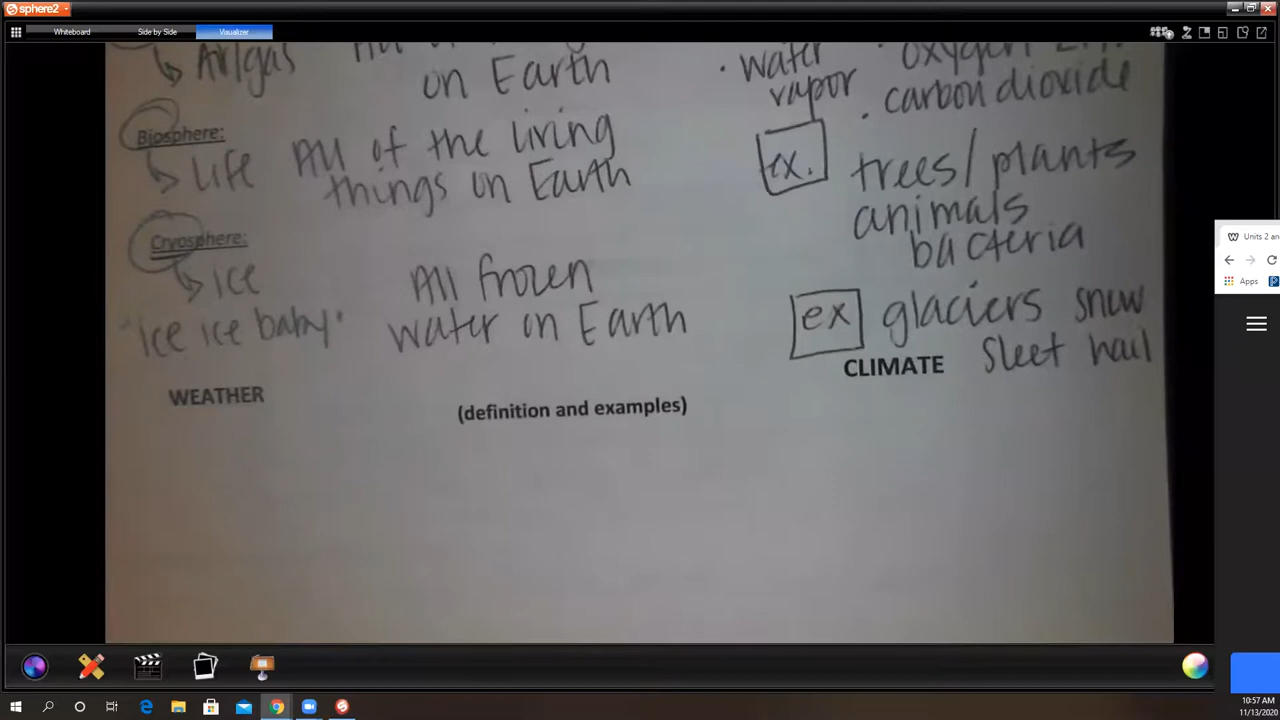 sphere2
Whiteboard
Side by Side
Visualizer
Air/gas
on Earth
water
vapor
oxygen
carbon dioxide
Biosphere:
Life
All of the living
things on Earth
ex.
trees/plants
animals
bacteria
Cryosphere:
ice
"ice ice baby"
All frozen
water on Earth
ex
glaciers snow
sleet hail
WEATHER
(definition and examples)
CLIMATE
Units 2 an
Apps
10:57 AM
11/13/2020